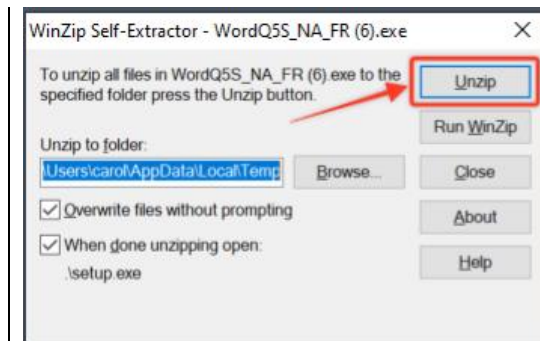 WinZip Self-Extractor - WordQ5S_NA_FR (6).exe
To unzip all files in WordQ5S_NA_FR (6).exe to the
specified folder press the Unzip button.
Unzip
Run WinZip
Unzip to folder:
\Users\carol\AppData\Local\Temp
Browse...
Close
Overwrite files without prompting
About
When done unzipping open:
.\setup.exe
Help